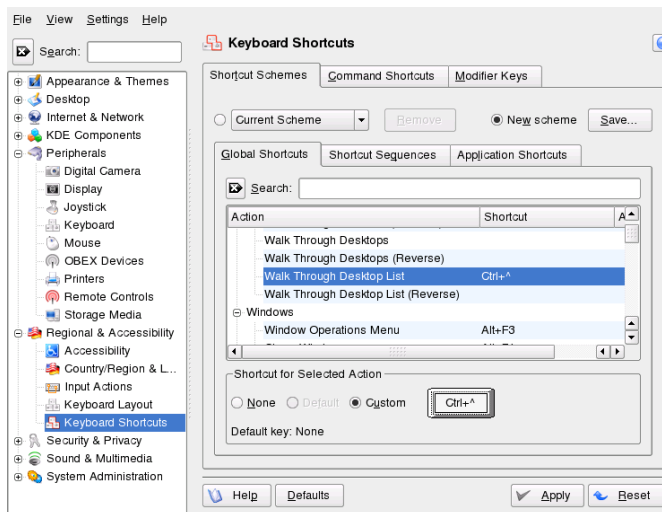 File View Settings Help
Search:
Appearance & Themes
Desktop
Internet & Network
KDE Components
Peripherals
Digital Camera
Display
Joystick
Keyboard
Mouse
OBEX Devices
Printers
Remote Controls
Storage Media
Regional & Accessibility
Accessibility
Country/Region & L...
Input Actions
Keyboard Layout
Keyboard Shortcuts
Security & Privacy
Sound & Multimedia
System Administration
Keyboard Shortcuts
Shortcut Schemes Command Shortcuts Modifier Keys
Current Scheme Remove New scheme Save...
Global Shortcuts Shortcut Sequences Application Shortcuts
Search:
Action Shortcut A
Walk Through Desktops
Walk Through Desktops (Reverse)
Walk Through Desktop List Ctrl+^
Walk Through Desktop List (Reverse)
Windows
Window Operations Menu Alt+F3
Shortcut for Selected Action
None Default Custom Ctrl+^
Default key: None
Help Defaults Apply Reset